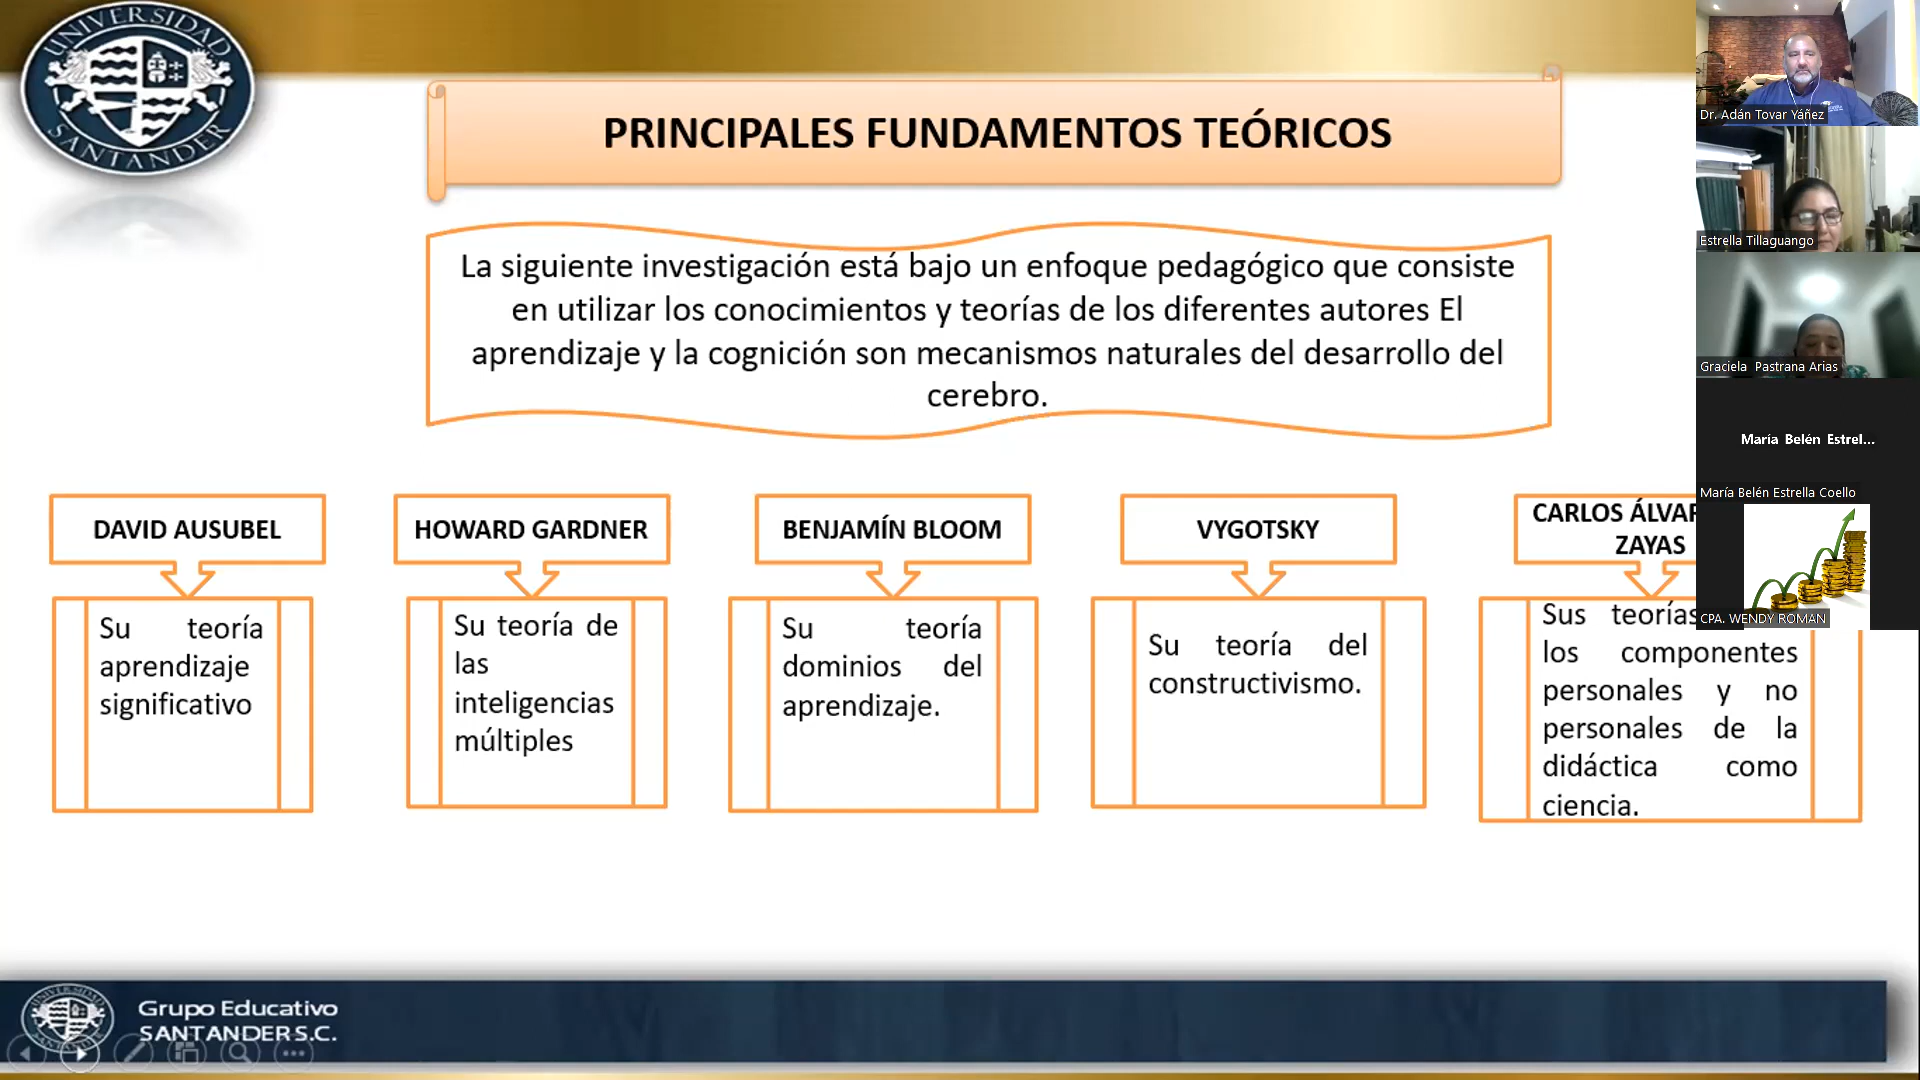 UNIVERSIDAD
SANTANDER
PRINCIPALES FUNDAMENTOS TEÓRICOS
La siguiente investigación está bajo un enfoque pedagógico que consiste
en utilizar los conocimientos y teorías de los diferentes autores El
aprendizaje y la cognición son mecanismos naturales del desarrollo del
cerebro.
DAVID AUSUBEL
Su teoría
aprendizaje
significativo
HOWARD GARDNER
Su teoría de
las
inteligencias
múltiples
BENJAMÍN BLOOM
Su teoría
dominios del
aprendizaje.
VYGOTSKY
Su teoría del
constructivismo.
CARLOS
ZAYAS
Sus teorías
los componentes
personales y no
personales de la
didáctica como
ciencia.
Dr. Adán Tovar Yáñez
Estrella Tillaguango
Graciela Pastrana Arias
María Belén Estrel...
María Belén Estrella Coello
CPA. WENDY ROMAN
UNIVERSIDAD
SANTANDER
Grupo Educativo
SANTANDER S.C.